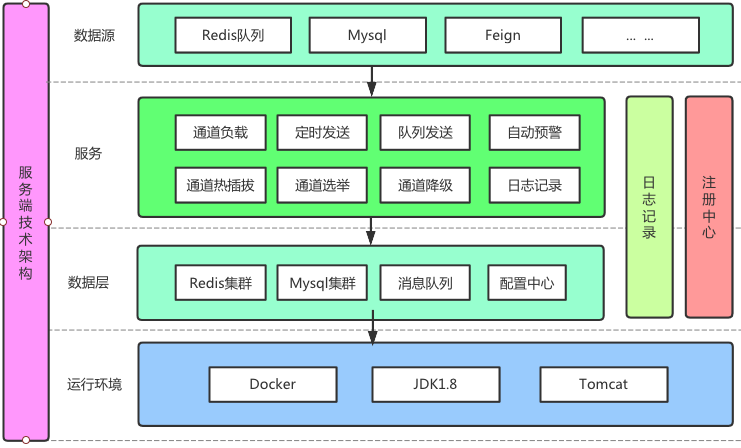 服务端技术架构
数据源
Redis队列
Mysql
Feign
... ...
服务
通道负载
定时发送
队列发送
自动预警
通道热插拔
通道选举
通道降级
日志记录
日志记录
注册中心
数据层
Redis集群
Mysql集群
消息队列
配置中心
运行环境
Docker
JDK1.8
Tomcat